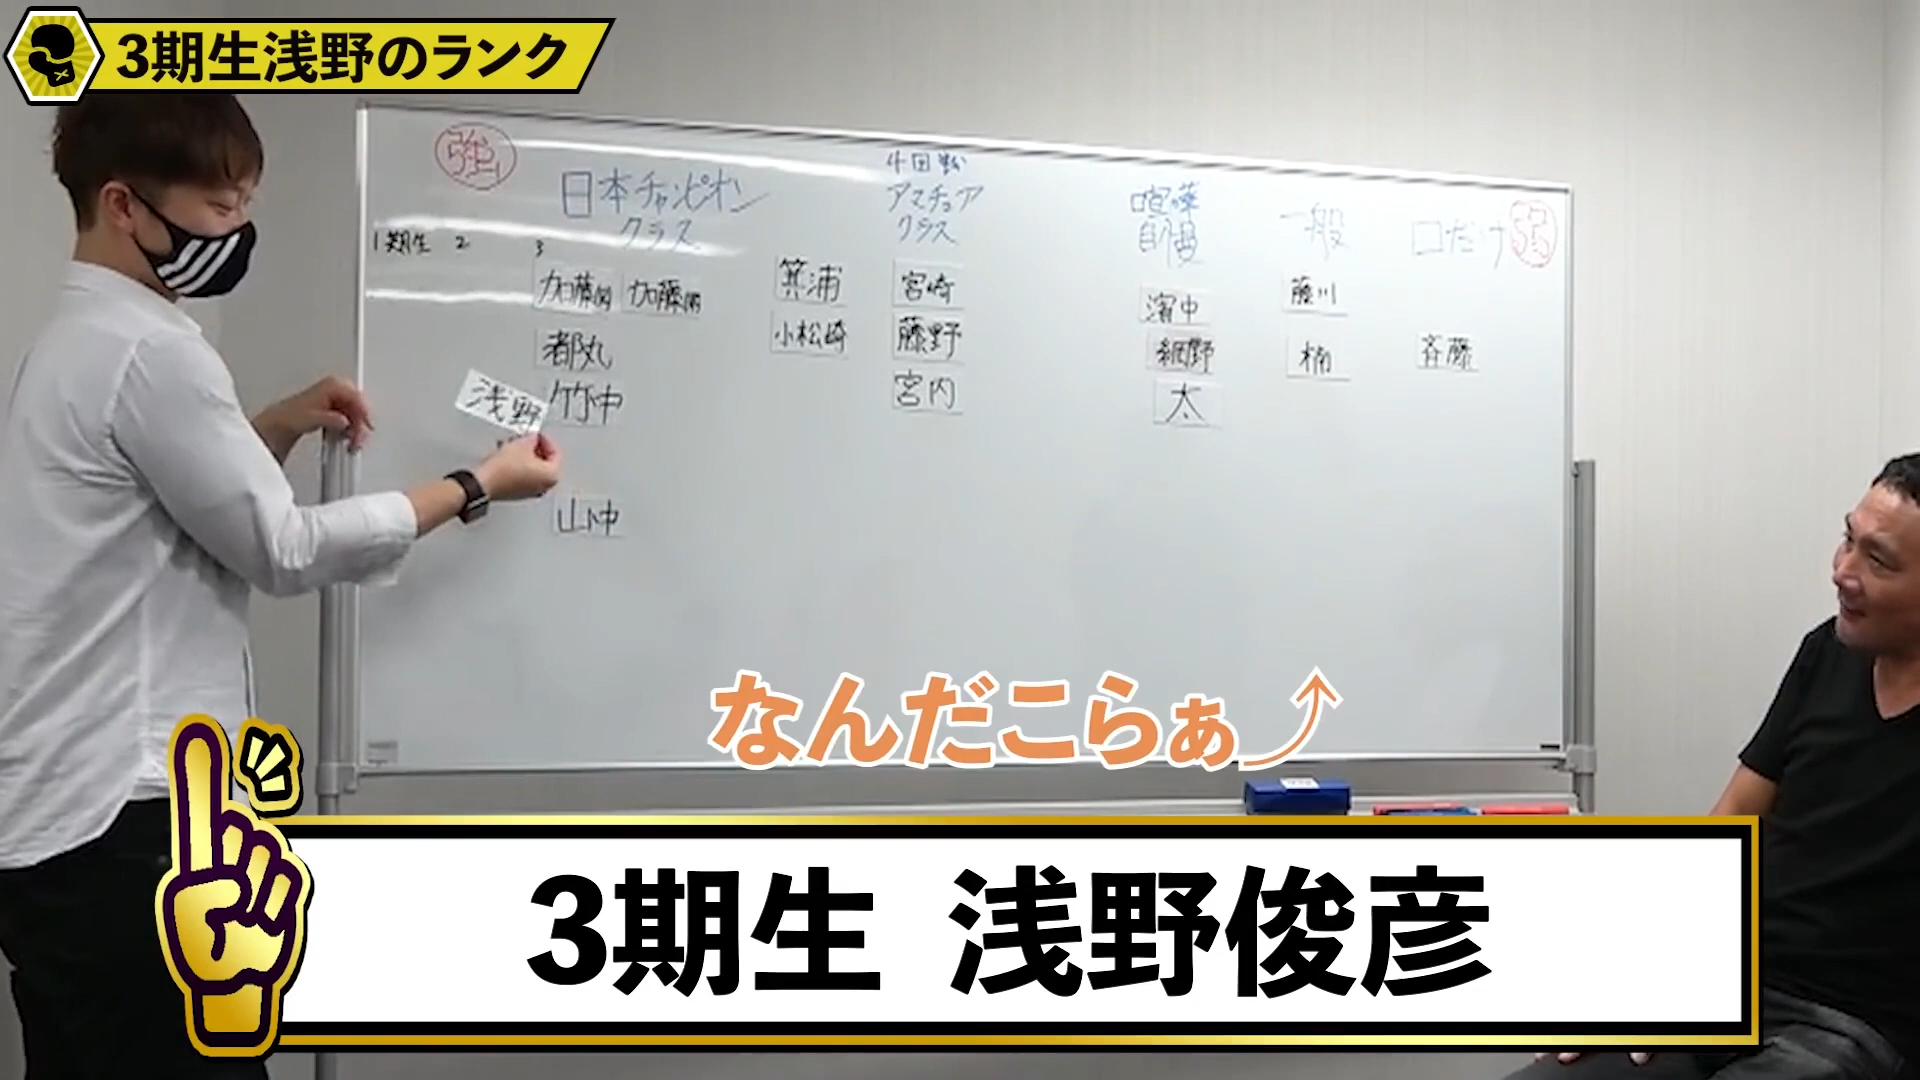 3期生浅野のランク
強
日本チャンピオン
クラス
4回戦
アマチュア
クラス
喧嘩
自慢
一般
口だけ
弱
1期生 2 3
加藤 加藤 箕浦 宮崎 濱中 藤川
都丸 小松崎 藤野 網野 楠 斉藤
浅野 竹中 宮内 太
山中
なんだこらぁ
3期生 浅野俊彦